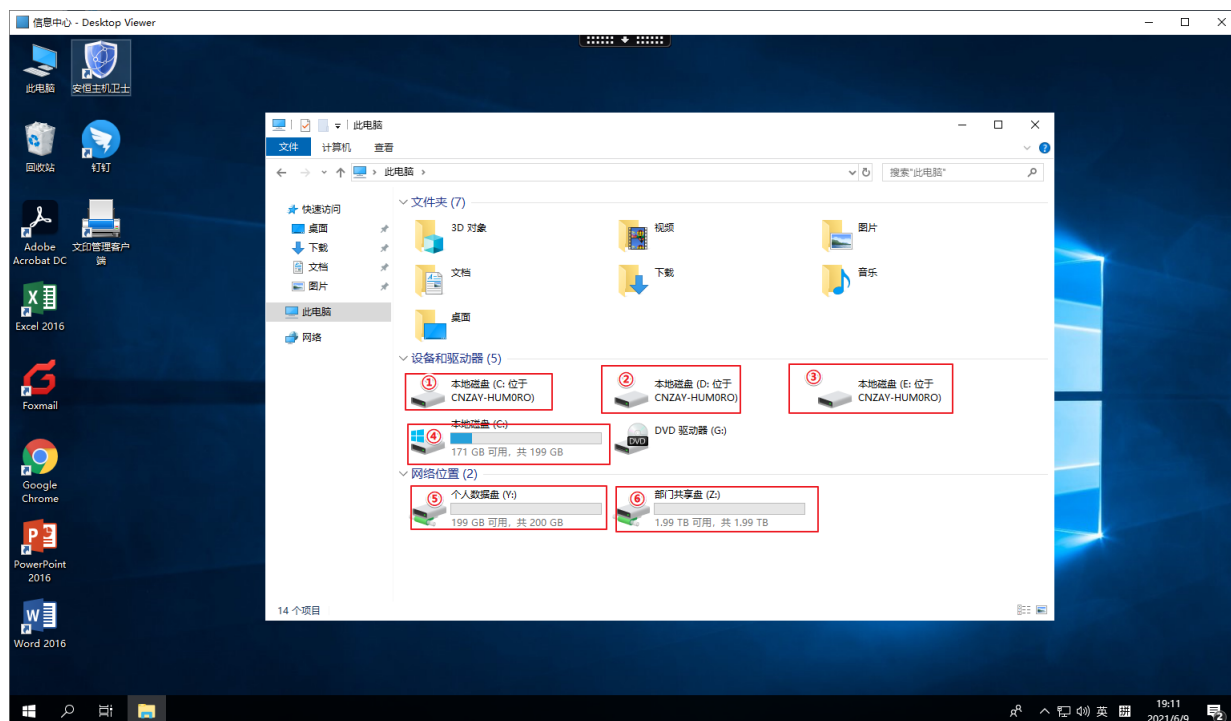 信息中心 - Desktop Viewer
此电脑
安恒主机卫士
回收站
钉钉
Adobe
Acrobat DC
文印管理客户
端
Excel 2016
Foxmail
Google
Chrome
PowerPoint
2016
Word 2016
此电脑
文件
计算机
查看
此电脑
搜索"此电脑"
快速访问
桌面
下载
文档
图片
此电脑
网络
文件夹 (7)
3D 对象
视频
图片
文档
下载
音乐
桌面
设备和驱动器 (5)
①
本地磁盘 (C: 位于
CNZAY-HUM0RO)
②
本地磁盘 (D: 位于
CNZAY-HUM0RO)
③
本地磁盘 (E: 位于
CNZAY-HUM0RO)
④
本地磁盘 (C:)
171 GB 可用，共 199 GB
DVD
DVD 驱动器 (G:)
网络位置 (2)
⑤
个人数据盘 (Y:)
199 GB 可用，共 200 GB
⑥
部门共享盘 (Z:)
1.99 TB 可用，共 1.99 TB
14 个项目
英
拼
19:11
2021/6/9
2